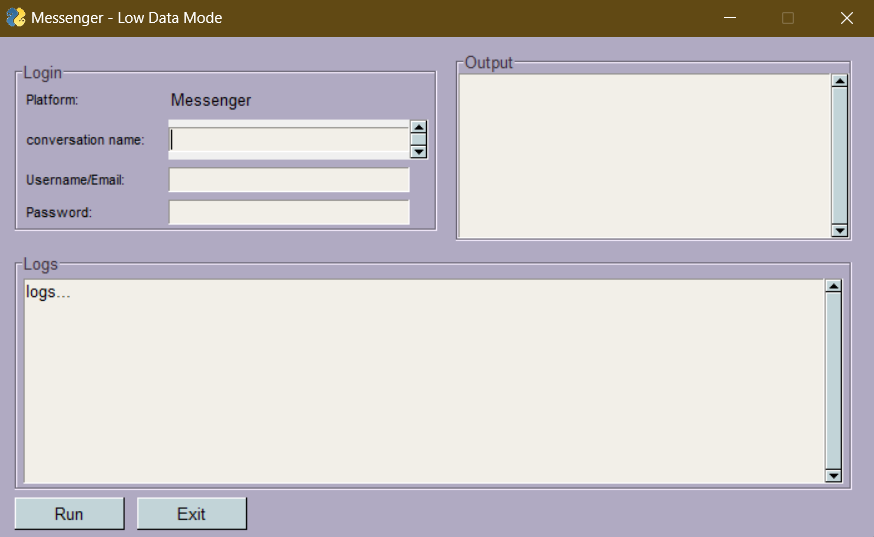 Messenger - Low Data Mode
Login
Platform: Messenger
conversation name:
Username/Email:
Password:
Output
Logs
logs...
Run Exit